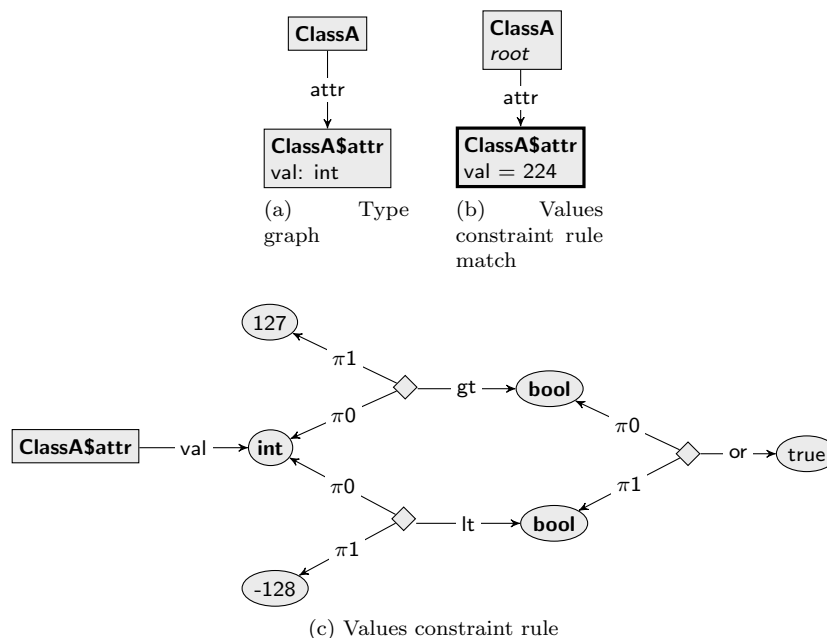 ClassA
attr
ClassA$attr
val: int
(a) Type
graph
ClassA
root
attr
ClassA$attr
val = 224
(b) Values
constraint rule
match
127
π1
gt
bool
π0
π0
ClassA$attr
val
int
or
true
π0
π1
lt
bool
π1
-128
(c) Values constraint rule